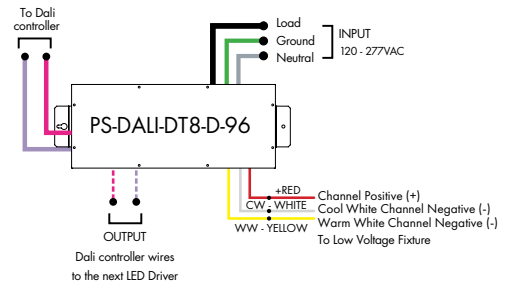 To Dali
controller
Load
Ground
Neutral
INPUT
120 - 277VAC
PS-DALI-DT8-D-96
+RED
CW - WHITE
WW - YELLOW
Channel Positive (+)
Cool White Channel Negative (-)
Warm White Channel Negative (-)
To Low Voltage Fixture
OUTPUT
Dali controller wires
to the next LED Driver